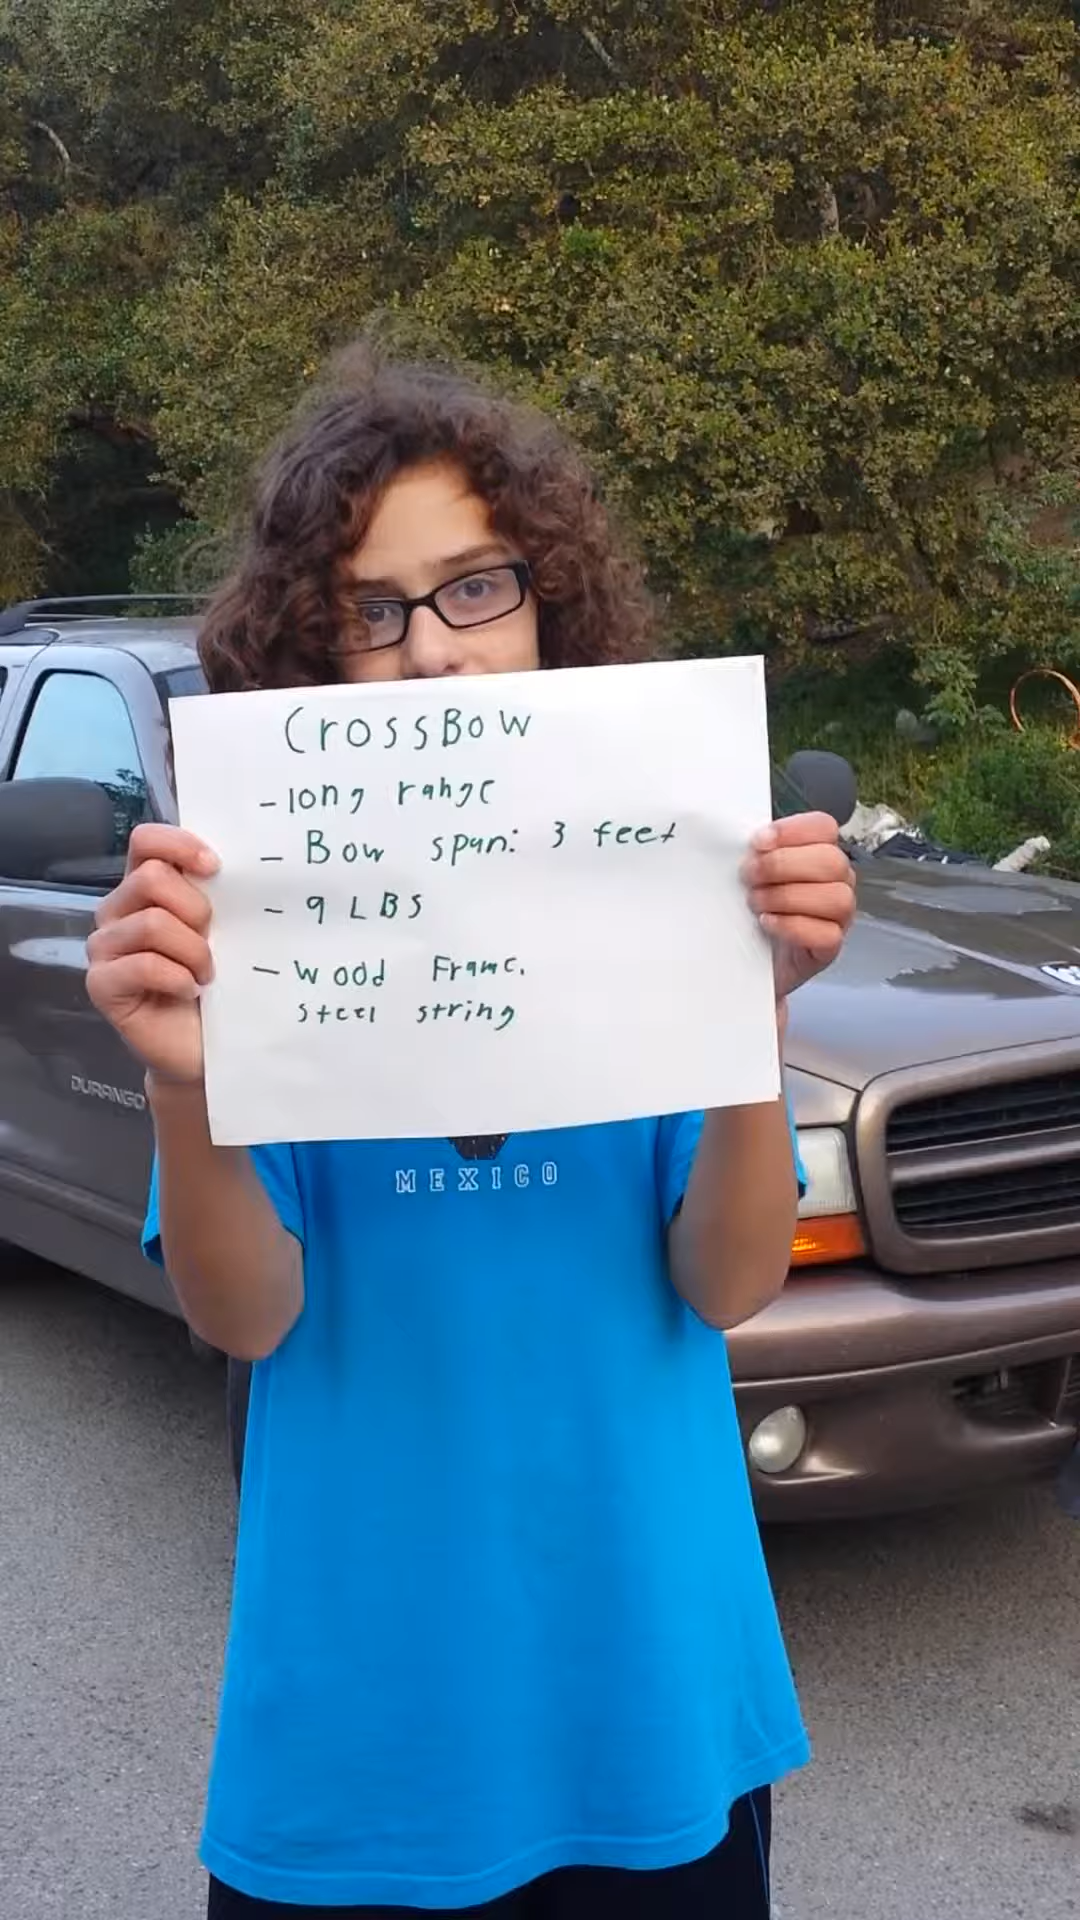 CrossBow
- long range
- Bow span: 3 feet
- 9 LBS
- wood Frame.
steel string
DURANGO
MEXICO